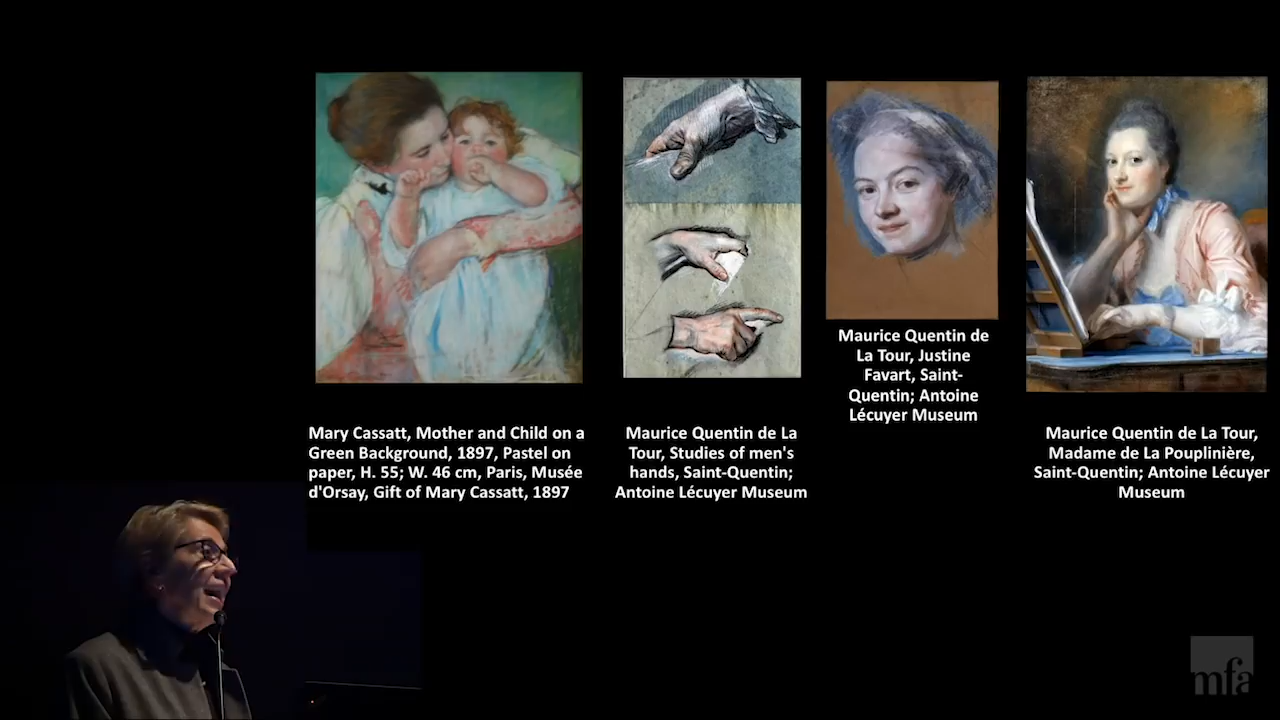 Mary Cassatt, Mother and Child on a
Green Background, 1897, Pastel on
paper, H. 55; W. 46 cm, Paris, Musée
d'Orsay, Gift of Mary Cassatt, 1897
Maurice Quentin de La
Tour, Studies of men's
hands, Saint-Quentin;
Antoine Lécuyer Museum
Maurice Quentin de
La Tour, Justine
Favart, Saint-
Quentin; Antoine
Lécuyer Museum
Maurice Quentin de La Tour,
Madame de La Pouplinière,
Saint-Quentin; Antoine Lécuyer
Museum
mfa